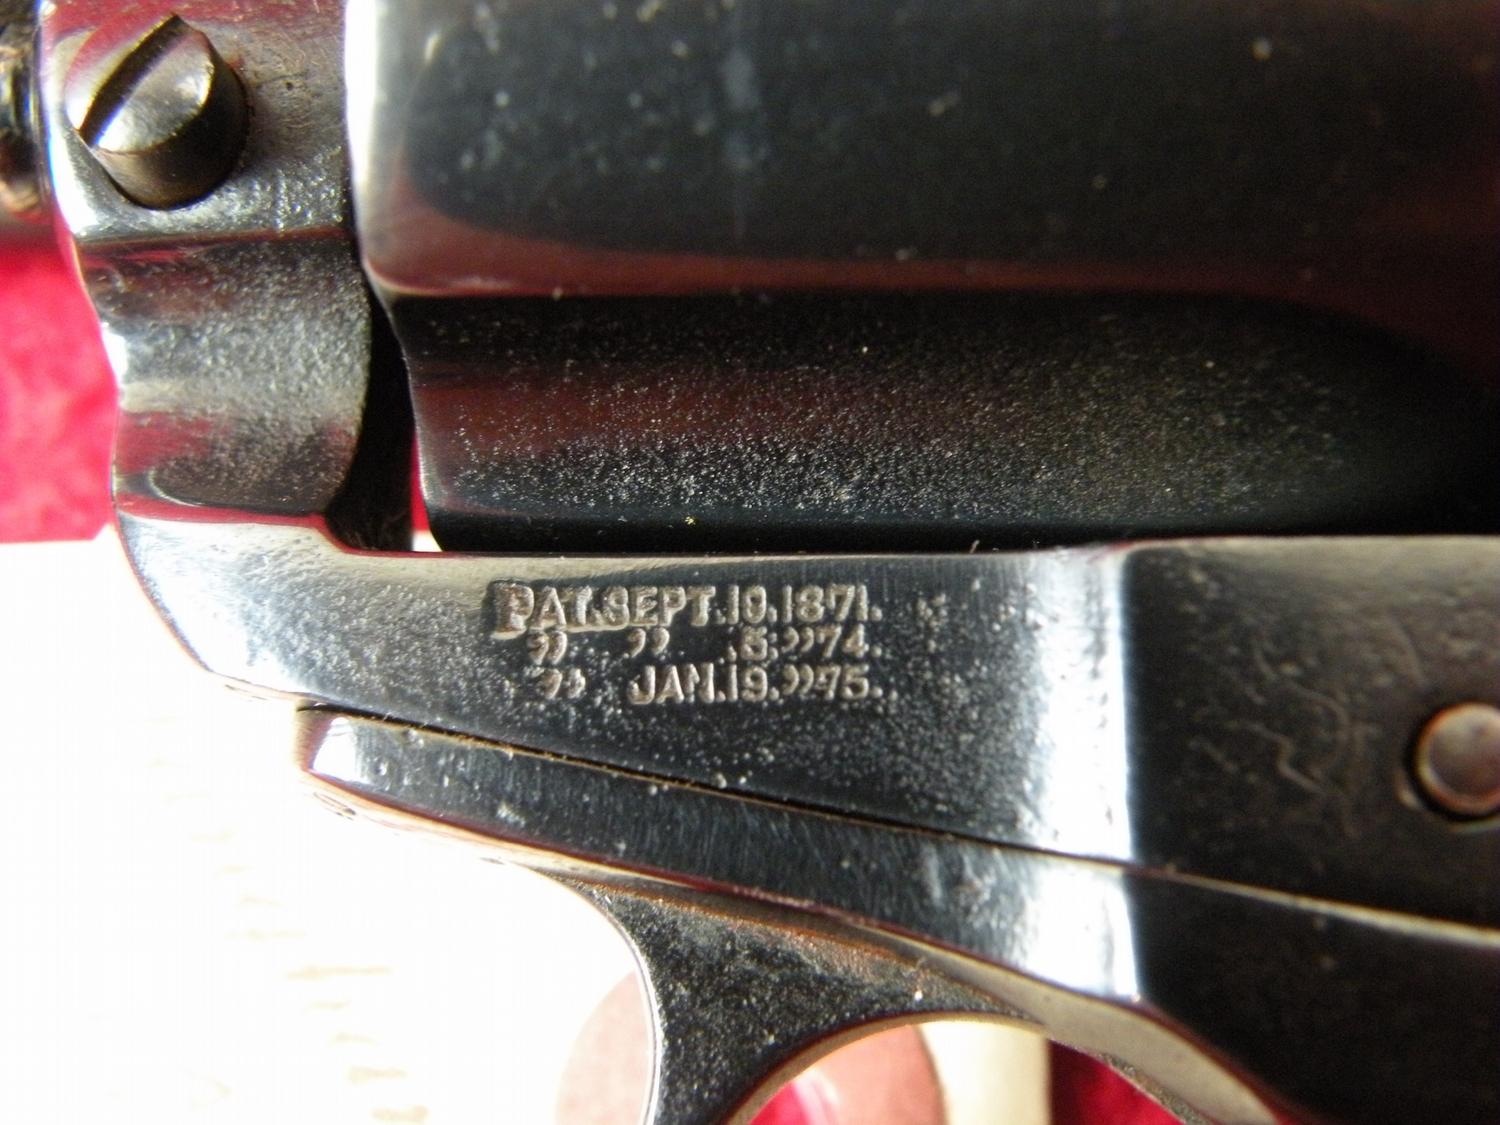 PAT.SEPT.19.1871.
” ” .5.”74.
” JAN.19.”75.